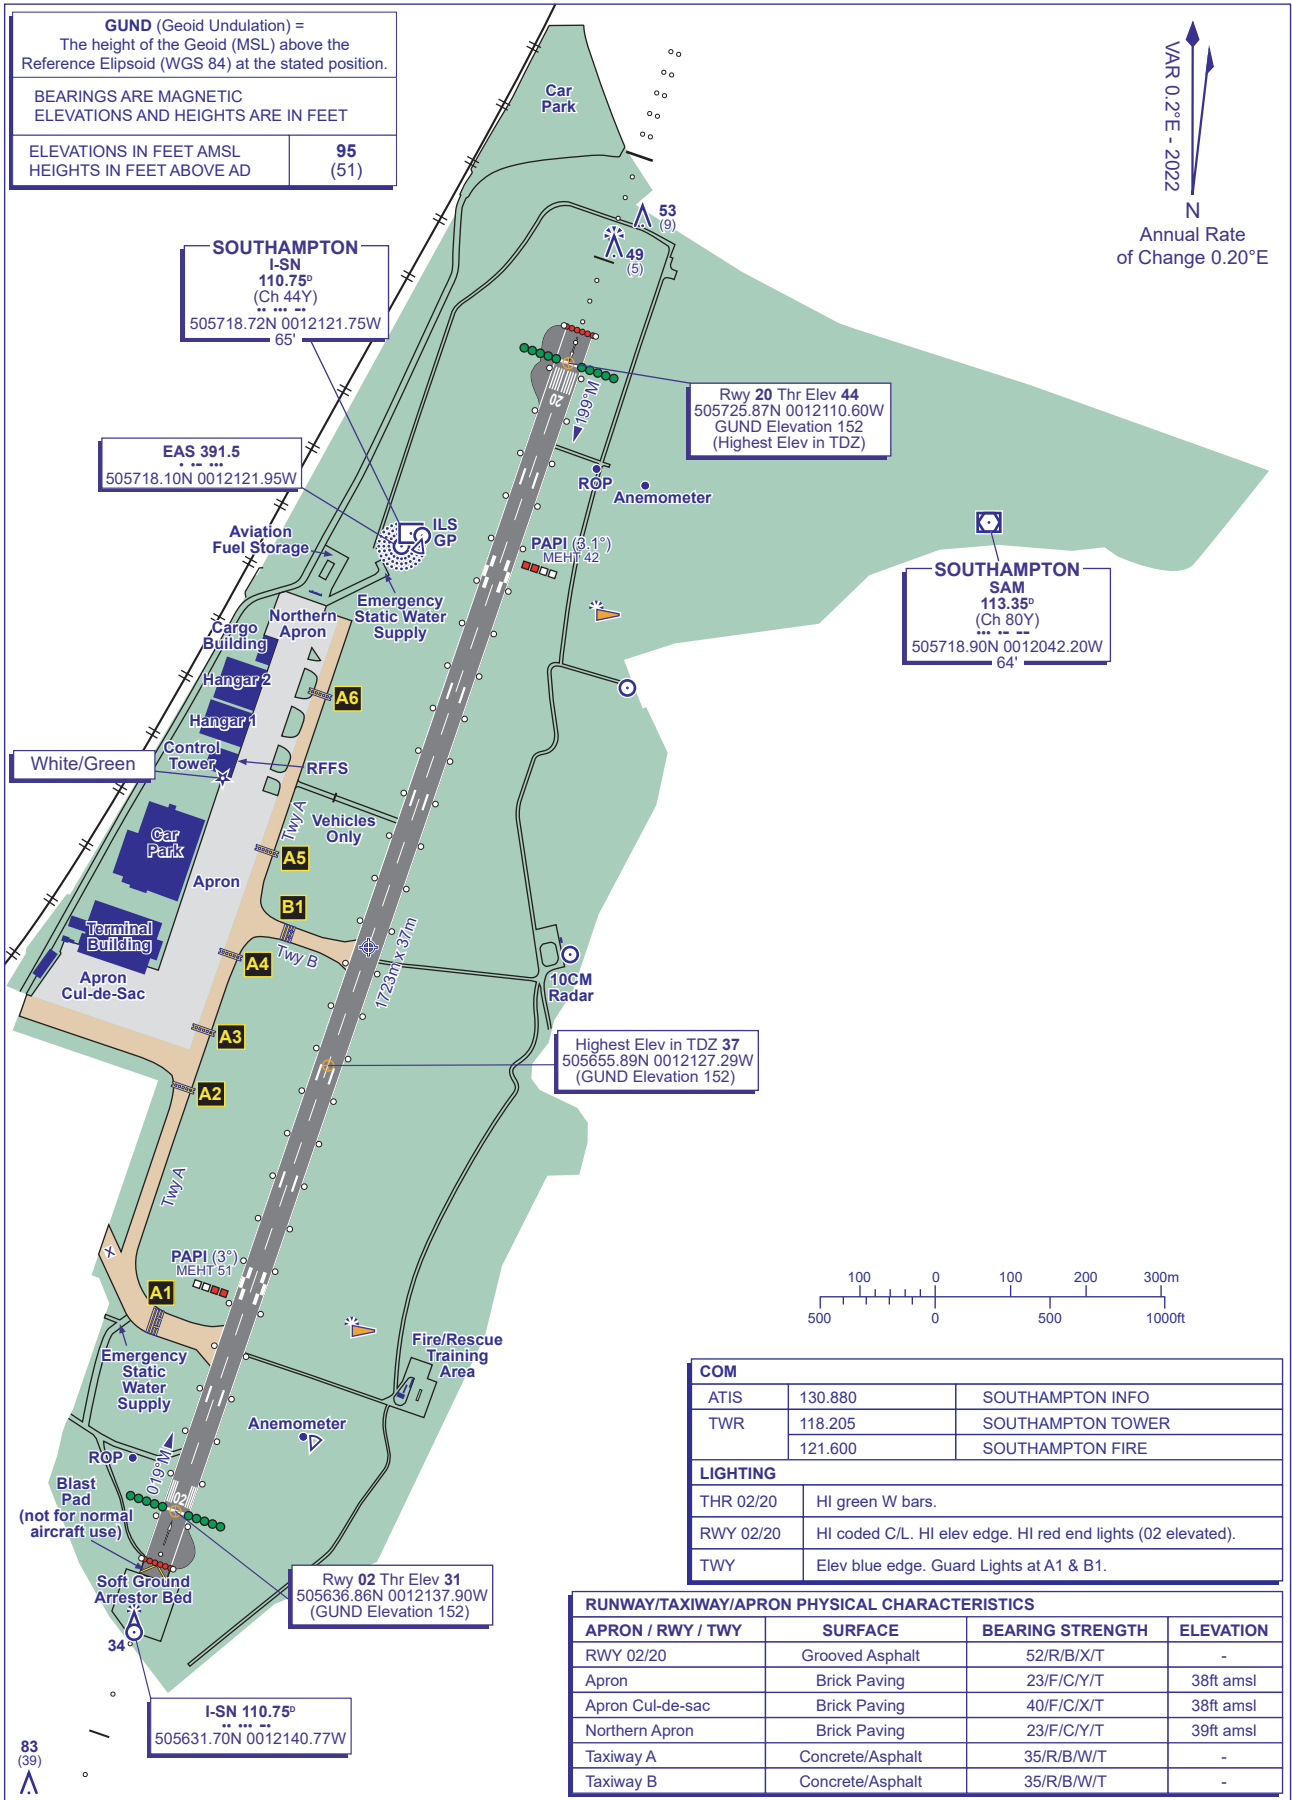 GUND (Geoid Undulation) =
The height of the Geoid (MSL) above the
Reference Elipsoid (WGS 84) at the stated position.
BEARINGS ARE MAGNETIC
ELEVATIONS AND HEIGHTS ARE IN FEET
ELEVATIONS IN FEET AMSL 95
HEIGHTS IN FEET ABOVE AD (51)
Car
Park
VAR 0.2°E - 2022
N
Annual Rate
of Change 0.20°E
53
(9)
49
(5)
SOUTHAMPTON
I-SN
110.75D
(Ch 44Y)
505718.72N 0012121.75W
65'
Rwy 20 Thr Elev 44
505725.87N 0012110.60W
GUND Elevation 152
(Highest Elev in TDZ)
20
199°M
EAS 391.5
505718.10N 0012121.95W
ROP
Anemometer
ILS
GP
Aviation
Fuel Storage
PAPI (3.1°)
MEHT 42
SOUTHAMPTON
SAM
113.35D
(Ch 80Y)
505718.90N 0012042.20W
64'
Emergency
Static Water
Supply
Northern
Apron
Cargo
Building
Hangar 2
A6
Hangar 1
Control
Tower
White/Green
RFFS
Twy A
Vehicles
Only
Car
Park
A5
Apron
B1
Terminal
Building
Twy B
A4
1723m x 37m
Apron
Cul-de-Sac
10CM
Radar
A3
Highest Elev in TDZ 37
505655.89N 0012127.29W
(GUND Elevation 152)
A2
Twy A
X
PAPI (3°)
MEHT 51
A1
100 0 100 200 300m
500 0 500 1000ft
Emergency
Static
Water
Supply
Fire/Rescue
Training
Area
Anemometer
ROP
019°M
Blast
Pad
(not for normal
aircraft use)
02
Soft Ground
Arrestor Bed
34
Rwy 02 Thr Elev 31
505636.86N 0012137.90W
(GUND Elevation 152)
I-SN 110.75D
505631.70N 0012140.77W
83
(39)
COM
ATIS 130.880 SOUTHAMPTON INFO
TWR 118.205 SOUTHAMPTON TOWER
121.600 SOUTHAMPTON FIRE
LIGHTING
THR 02/20 HI green W bars.
RWY 02/20 HI coded C/L. HI elev edge. HI red end lights (02 elevated).
TWY Elev blue edge. Guard Lights at A1 & B1.
RUNWAY/TAXIWAY/APRON PHYSICAL CHARACTERISTICS
APRON / RWY / TWY SURFACE BEARING STRENGTH ELEVATION
RWY 02/20 Grooved Asphalt 52/R/B/X/T -
Apron Brick Paving 23/F/C/Y/T 38ft amsl
Apron Cul-de-sac Brick Paving 40/F/C/X/T 38ft amsl
Northern Apron Brick Paving 23/F/C/Y/T 39ft amsl
Taxiway A Concrete/Asphalt 35/R/B/W/T -
Taxiway B Concrete/Asphalt 35/R/B/W/T -